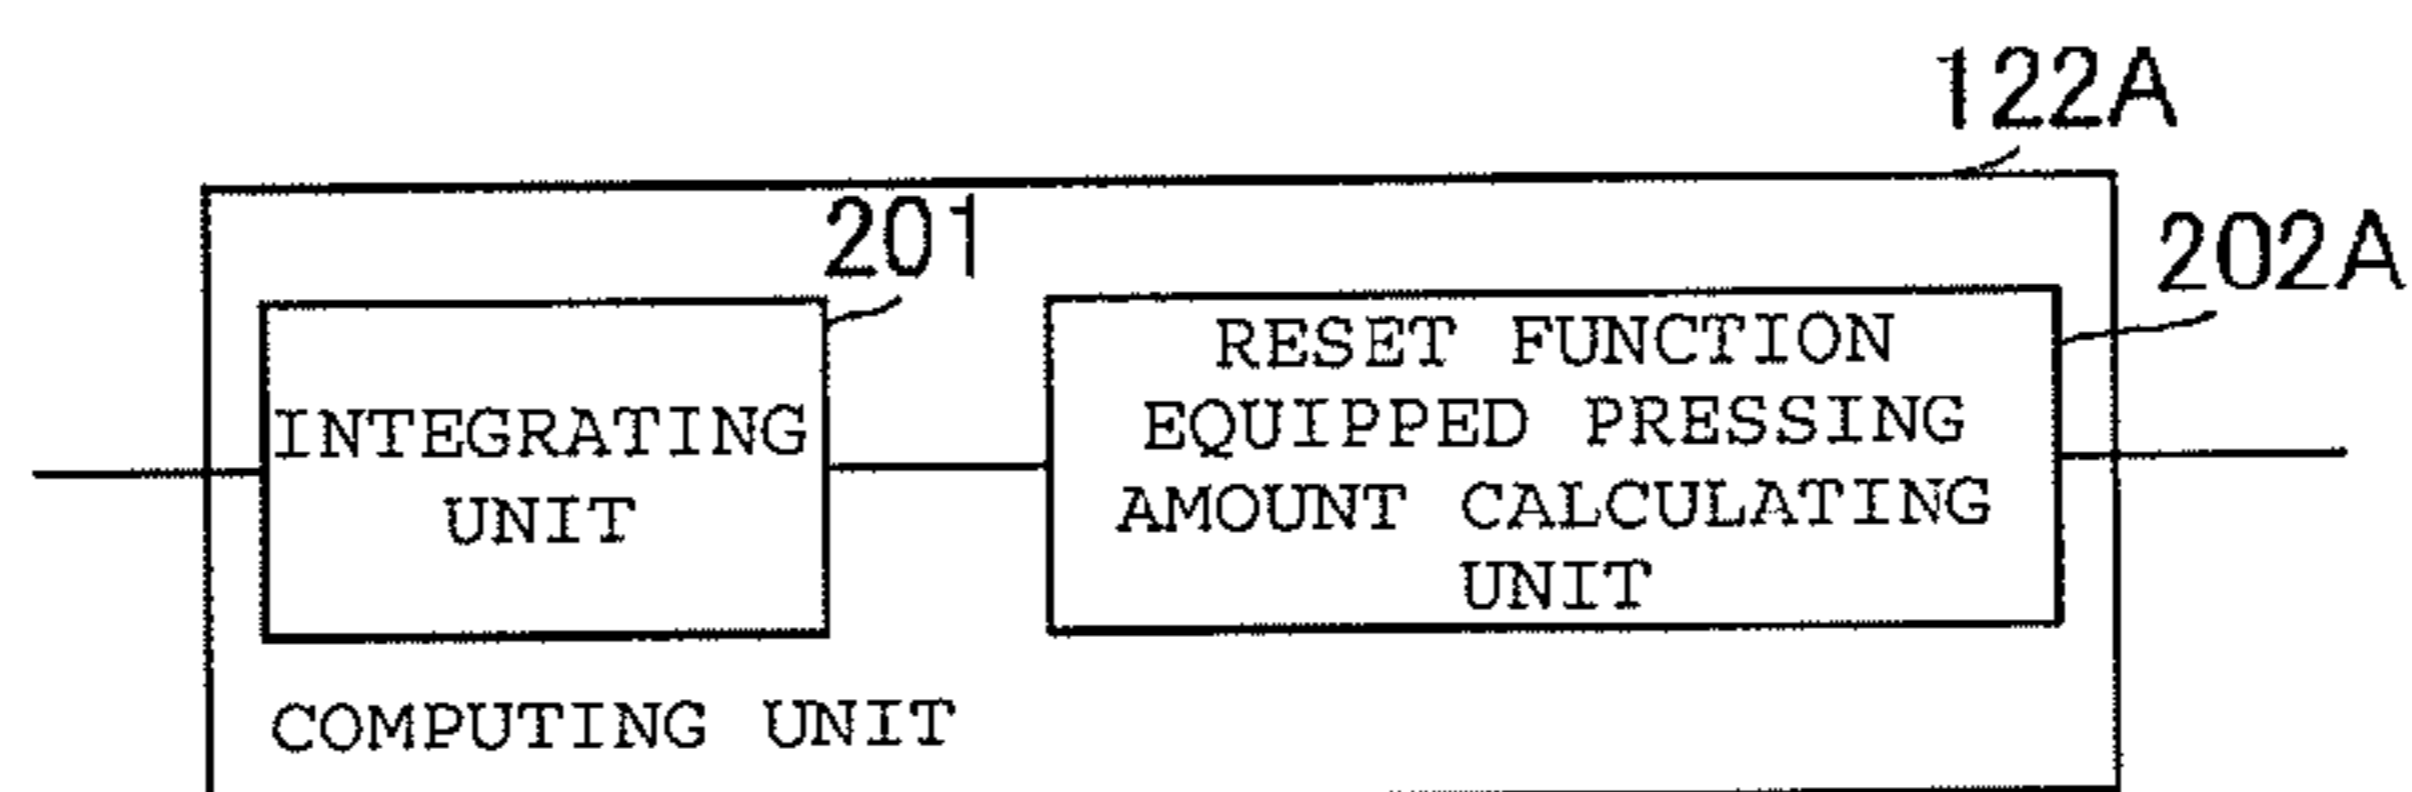 122A
201
202A
INTEGRATING
UNIT
RESET FUNCTION
EQUIPPED PRESSING
AMOUNT CALCULATING
UNIT
COMPUTING UNIT